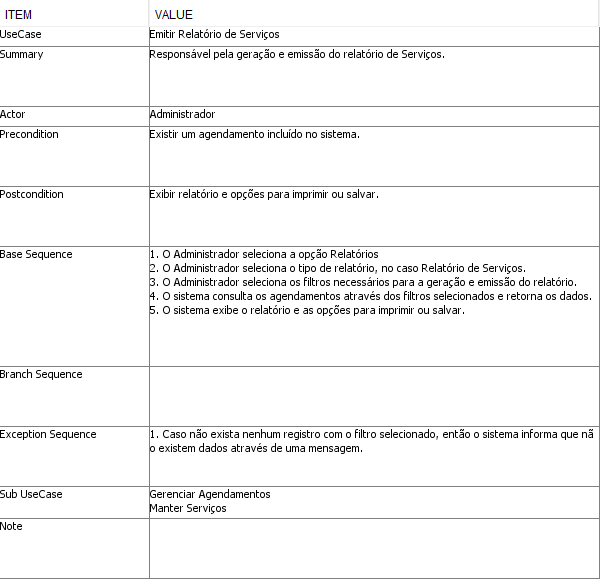 ITEM VALUE
UseCase Emitir Relatório de Serviços
Summary Responsável pela geração e emissão do relatório de Serviços.
Actor Administrador
Precondition Existir um agendamento incluído no sistema.
Postcondition Exibir relatório e opções para imprimir ou salvar.
Base Sequence 1. O Administrador seleciona a opção Relatórios
2. O Administrador seleciona o tipo de relatório, no caso Relatório de Serviços.
3. O Administrador seleciona os filtros necessários para a geração e emissão do relatório.
4. O sistema consulta os agendamentos através dos filtros selecionados e retorna os dados.
5. O sistema exibe o relatório e as opções para imprimir ou salvar.
Branch Sequence
Exception Sequence 1. Caso não exista nenhum registro com o filtro selecionado, então o sistema informa que nã
o existem dados através de uma mensagem.
Sub UseCase Gerenciar Agendamentos
Manter Serviços
Note